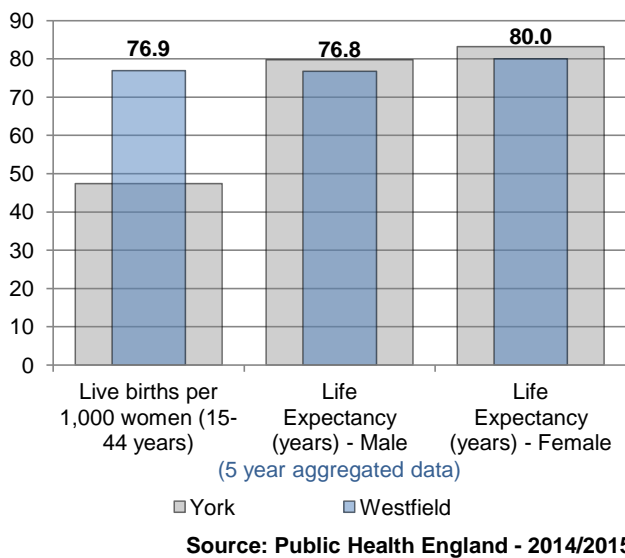 90
80
70
60
50
40
30
20
10
0
76.9
76.8
80.0
Live births per
1,000 women (15-
44 years)
Life
Expectancy
(years) - Male
Life
Expectancy
(years) - Female
(5 year aggregated data)
York
Westfield
Source: Public Health England - 2014/2015